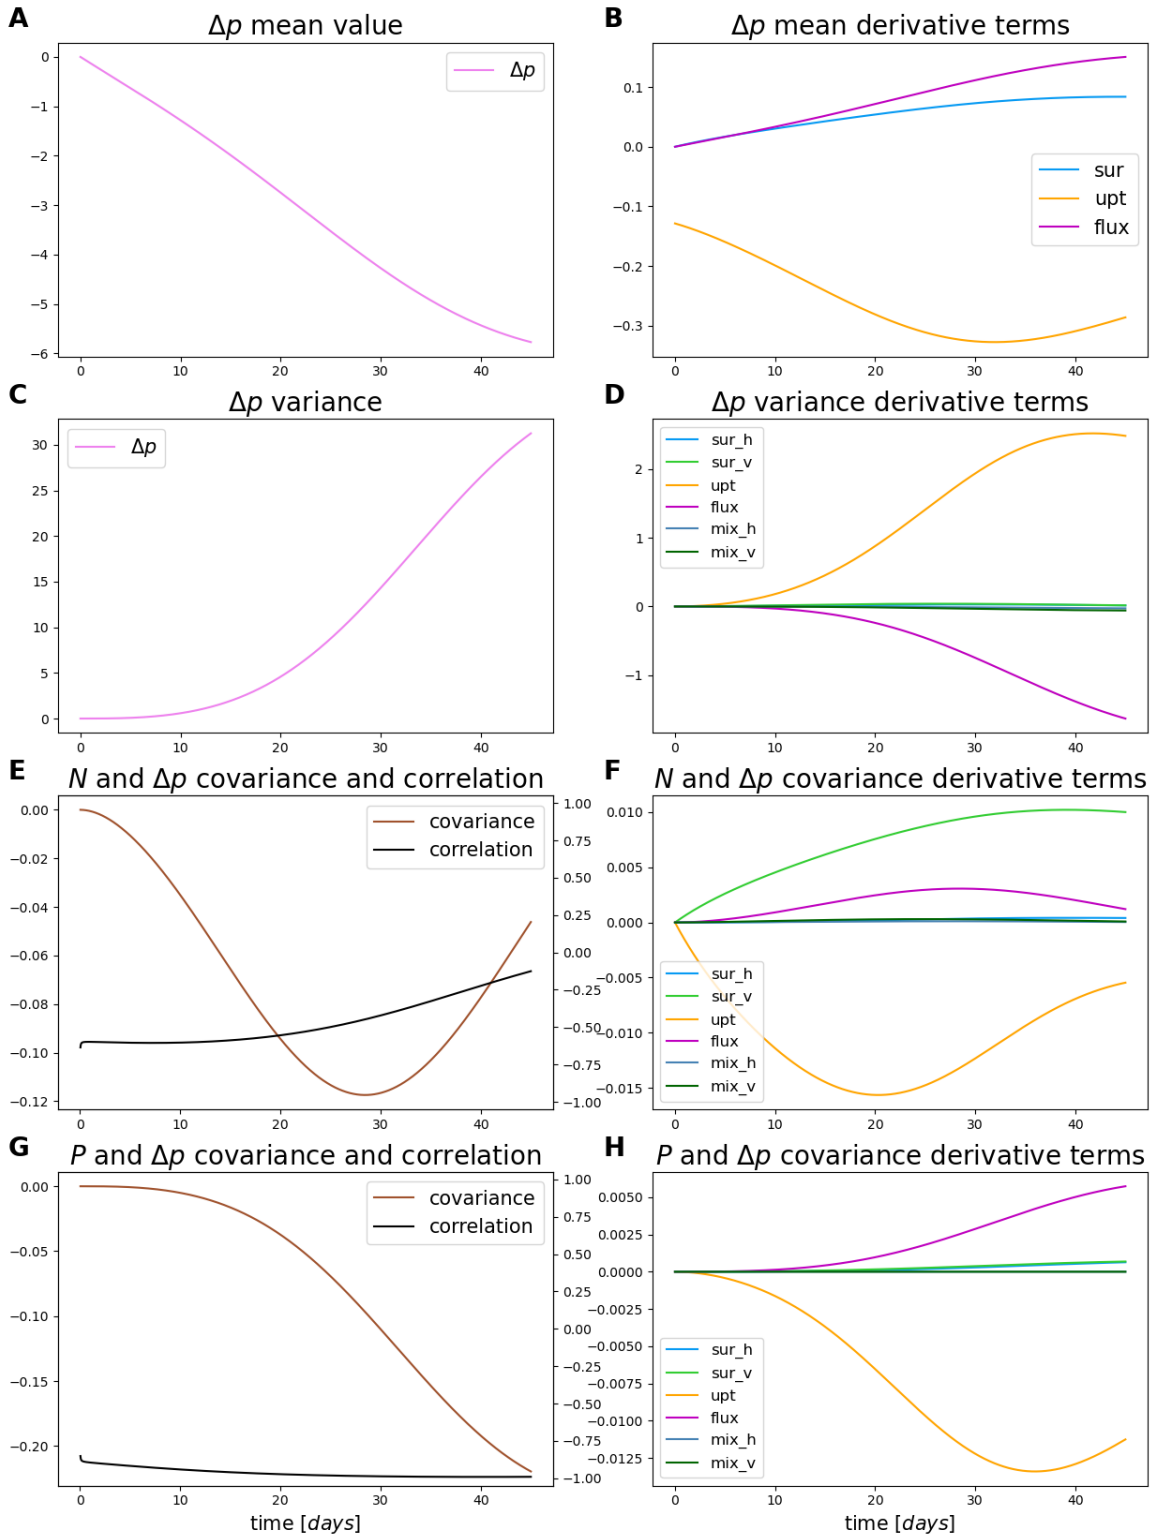 A
Δp mean value
0
−1
−2
−3
−4
−5
−6
Δp
0 10 20 30 40
B
Δp mean derivative terms
0.1
0.0
−0.1
−0.2
−0.3
sur
upt
flux
0 10 20 30 40
C
Δp variance
30
25
20
15
10
5
0
Δp
0 10 20 30 40
D
Δp variance derivative terms
2
1
0
−1
sur_h
sur_v
upt
flux
mix_h
mix_v
0 10 20 30 40
E
N and Δp covariance and correlation
0.00
−0.02
−0.04
−0.06
−0.08
−0.10
−0.12
covariance
correlation
1.00
0.75
0.50
0.25
0.00
−0.25
−0.50
−0.75
−1.00
0 10 20 30 40
F
N and Δp covariance derivative terms
0.010
0.005
0.000
−0.005
−0.010
−0.015
sur_h
sur_v
upt
flux
mix_h
mix_v
0 10 20 30 40
G
P and Δp covariance and correlation
0.00
−0.05
−0.10
−0.15
−0.20
covariance
correlation
1.00
0.75
0.50
0.25
0.00
−0.25
−0.50
−0.75
−1.00
0 10 20 30 40
time [days]
H
P and Δp covariance derivative terms
0.0050
0.0025
0.0000
−0.0025
−0.0050
−0.0075
−0.0100
−0.0125
sur_h
sur_v
upt
flux
mix_h
mix_v
0 10 20 30 40
time [days]